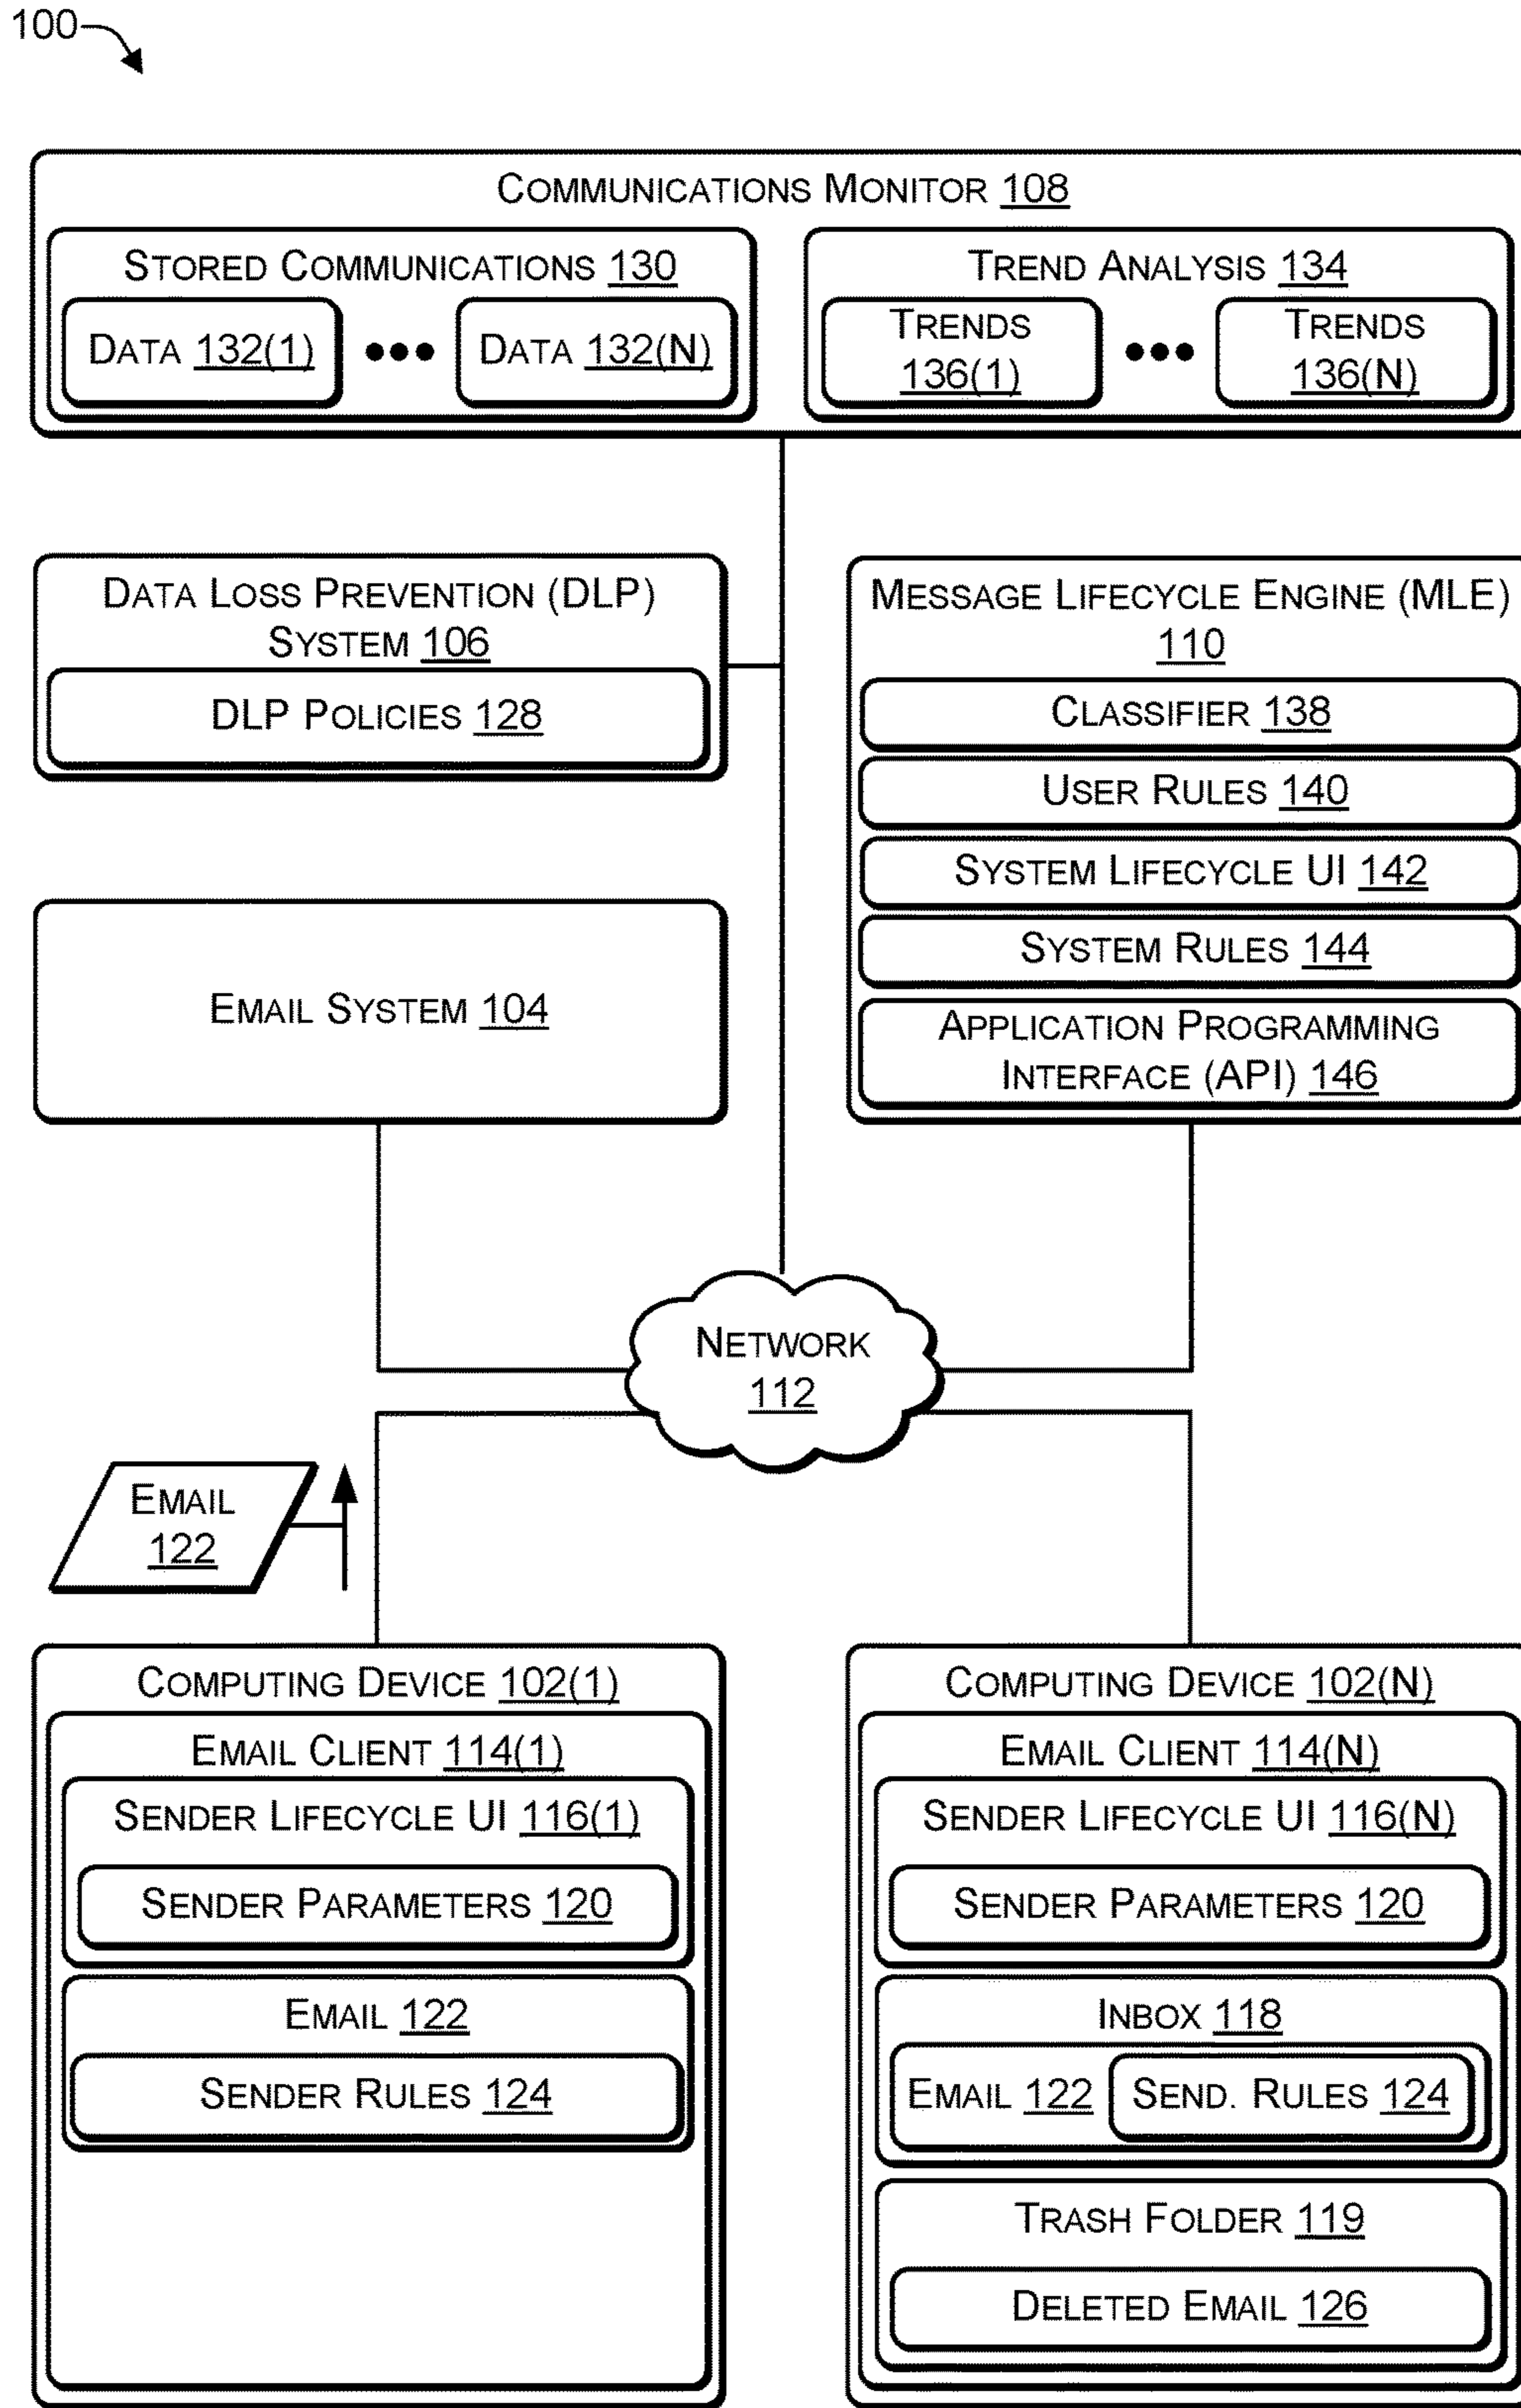 100
COMMUNICATIONS MONITOR 108
STORED COMMUNICATIONS 130
DATA 132(1) ●●● DATA 132(N)
TREND ANALYSIS 134
TRENDS
136(1)
●●●
TRENDS
136(N)
DATA LOSS PREVENTION (DLP)
SYSTEM 106
DLP POLICIES 128
MESSAGE LIFECYCLE ENGINE (MLE)
110
CLASSIFIER 138
USER RULES 140
SYSTEM LIFECYCLE UI 142
SYSTEM RULES 144
APPLICATION PROGRAMMING
INTERFACE (API) 146
EMAIL SYSTEM 104
NETWORK
112
EMAIL
122
COMPUTING DEVICE 102(1)
EMAIL CLIENT 114(1)
SENDER LIFECYCLE UI 116(1)
SENDER PARAMETERS 120
EMAIL 122
SENDER RULES 124
COMPUTING DEVICE 102(N)
EMAIL CLIENT 114(N)
SENDER LIFECYCLE UI 116(N)
SENDER PARAMETERS 120
INBOX 118
EMAIL 122 SEND. RULES 124
TRASH FOLDER 119
DELETED EMAIL 126